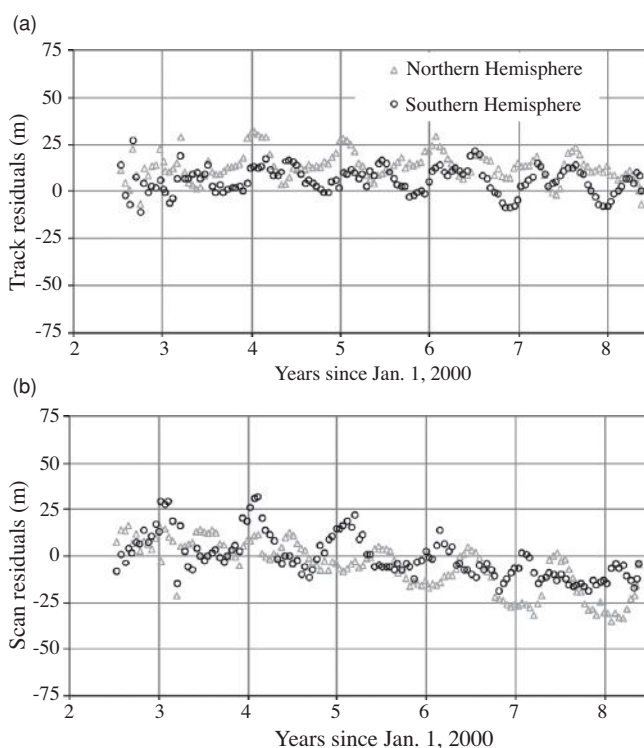 (a)
75
50
25
0
-25
-50
-75
Track residuals (m)
Northern Hemisphere
Southern Hemisphere
2 3 4 5 6 7 8
Years since Jan. 1, 2000
(b)
75
50
25
0
-25
-50
-75
Scan residuals (m)
2 3 4 5 6 7 8
Years since Jan. 1, 2000